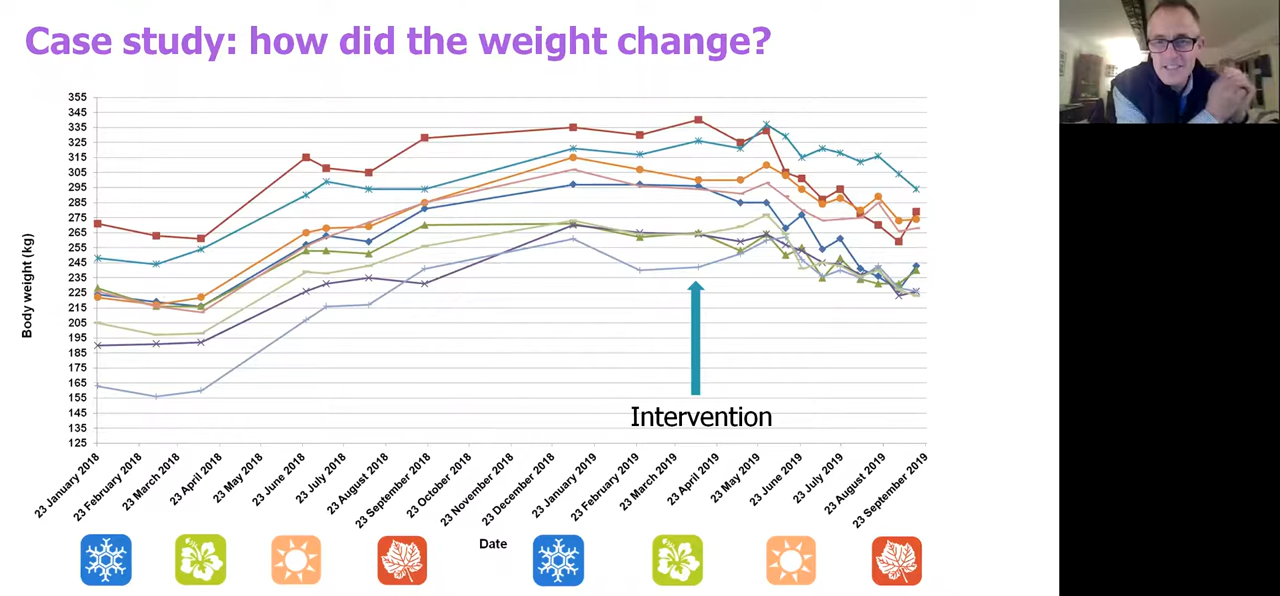 Case study: how did the weight change?
355
345
335
325
315
305
295
285
275
265
255
245
235
225
215
205
195
185
175
165
155
145
135
125
Body weight (kg)
Intervention
23 January 2018
23 February 2018
23 March 2018
23 April 2018
23 May 2018
23 June 2018
23 July 2018
23 August 2018
23 September 2018
23 October 2018
23 November 2018
23 December 2018
23 January 2019
23 February 2019
23 March 2019
23 April 2019
23 May 2019
23 June 2019
23 July 2019
23 August 2019
23 September 2019
Date